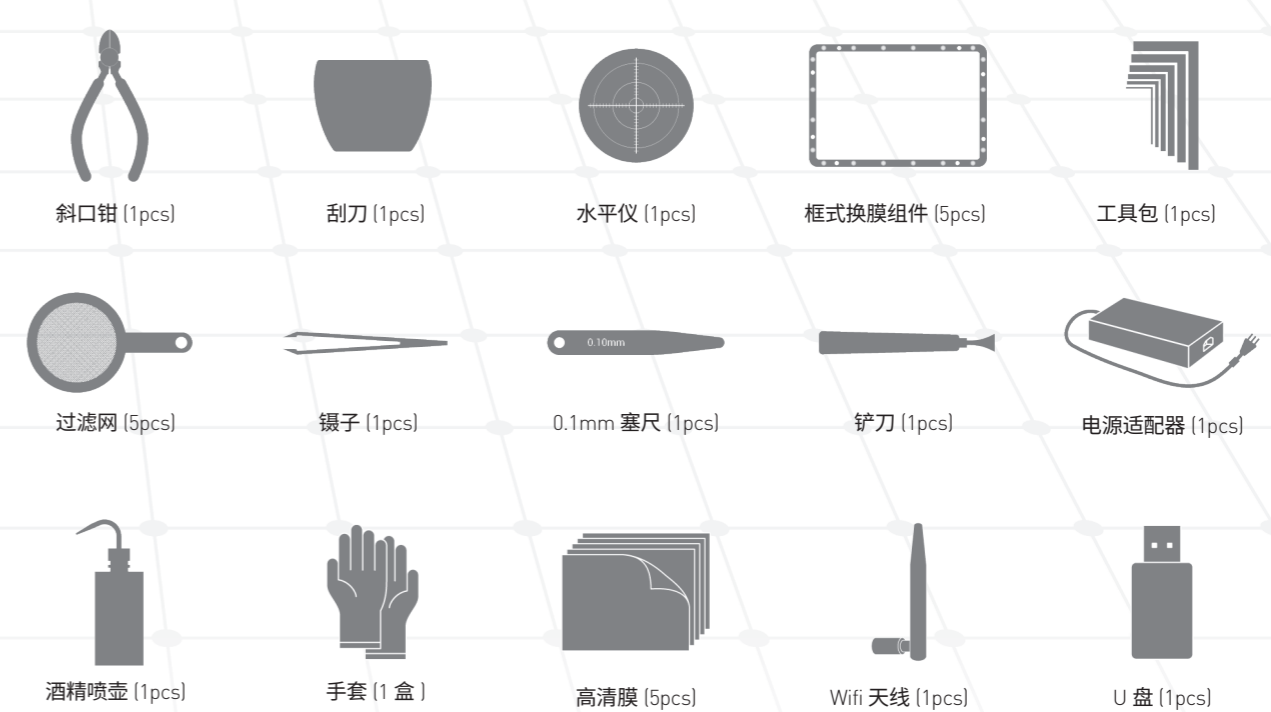 斜口钳 (1pcs)
刮刀 (1pcs)
水平仪 (1pcs)
框式换膜组件 (5pcs)
工具包 (1pcs)
0.10mm
过滤网 (5pcs)
镊子 (1pcs)
0.1mm 塞尺 (1pcs)
铲刀 (1pcs)
电源适配器 (1pcs)
酒精喷壶 (1pcs)
手套 (1 盒 )
高清膜 (5pcs)
Wifi 天线 (1pcs)
U 盘 (1pcs)